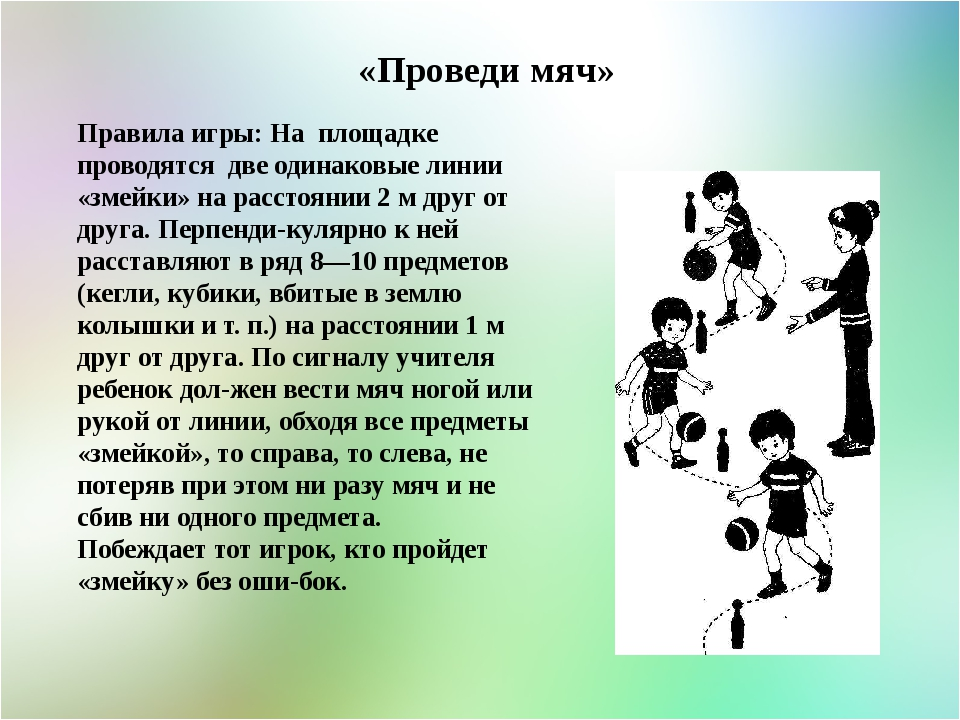 «Проведи мяч»
Правила игры: На  площадке
проводятся  две одинаковые линии
«змейки» на расстоянии 2 м друг от
друга. Перпенди-кулярно к ней
расставляют в ряд 8—10 предметов
(кегли, кубики, вбитые в землю
колышки и т. п.) на расстоянии 1 м
друг от друга. По сигналу учителя
ребенок дол-жен вести мяч ногой или
рукой от линии, обходя все предметы
«змейкой», то справа, то слева, не
потеряв при этом ни разу мяч и не
сбив ни одного предмета.
Побеждает тот игрок, кто пройдет
«змейку» без оши-бок.